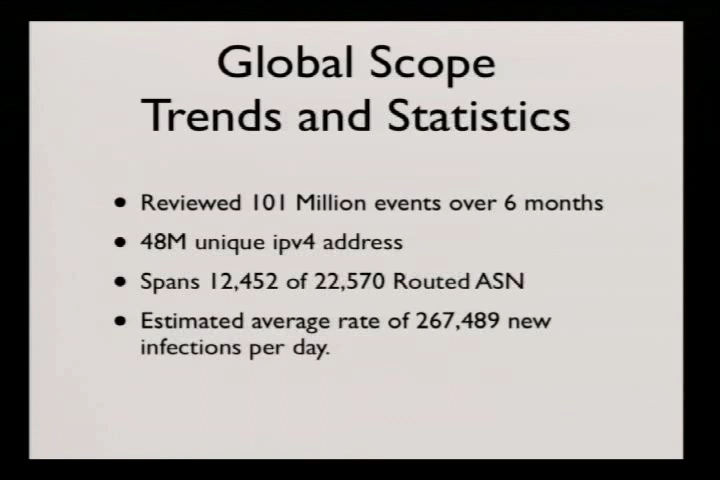 Global Scope
Trends and Statistics
• Reviewed 101 Million events over 6 months
• 48M unique ipv4 address
• Spans 12,452 of 22,570 Routed ASN
• Estimated average rate of 267,489 new
infections per day.